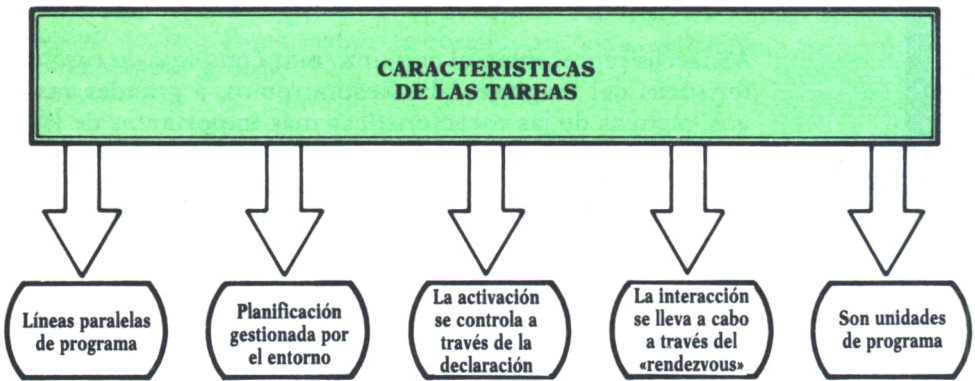 CARACTERISTICAS
DE LAS TAREAS
Líneas paralelas
de programa
Planificación
gestionada por
el entorno
La activación
se controla a
través de la
declaración
La interacción
se lleva a cabo
a través del
«rendezvous»
Son unidades
de programa